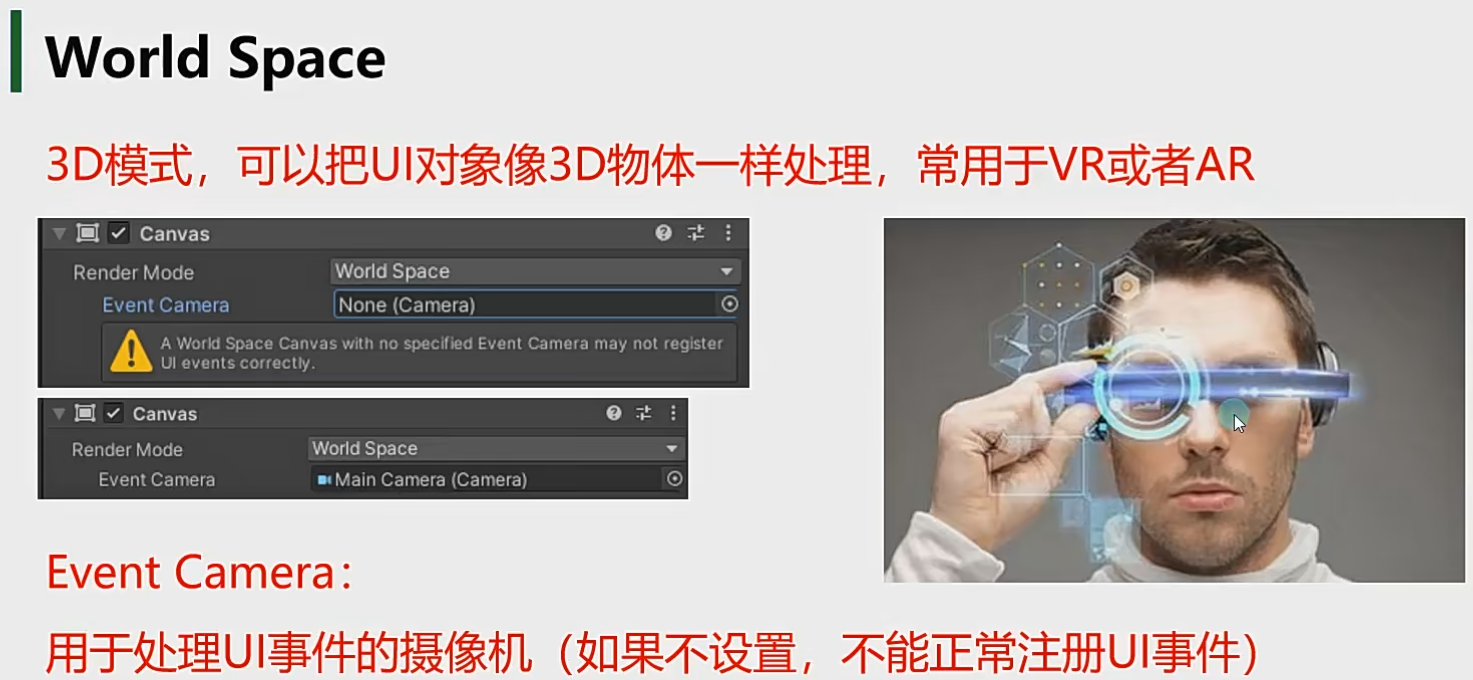 World Space
3D模式，可以把UI对象像3D物体一样处理，常用于VR或者AR
Canvas
Render Mode
World Space
Event Camera
None (Camera)
A World Space Canvas with no specified Event Camera may not register
UI events correctly.
Canvas
Render Mode
World Space
Event Camera
Main Camera (Camera)
Event Camera：
用于处理UI事件的摄像机（如果不设置，不能正常注册UI事件）